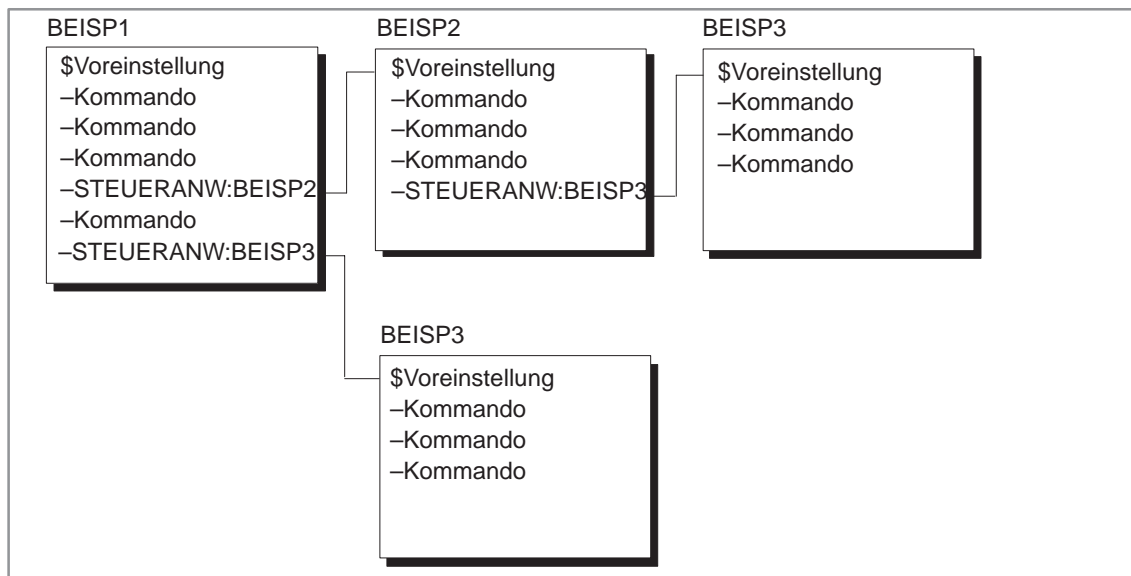 BEISP1
$Voreinstellung
–Kommando
–Kommando
–Kommando
–STEUERANW:BEISP2
–Kommando
–STEUERANW:BEISP3
BEISP2
$Voreinstellung
–Kommando
–Kommando
–Kommando
–STEUERANW:BEISP3
BEISP3
$Voreinstellung
–Kommando
–Kommando
–Kommando
BEISP3
$Voreinstellung
–Kommando
–Kommando
–Kommando